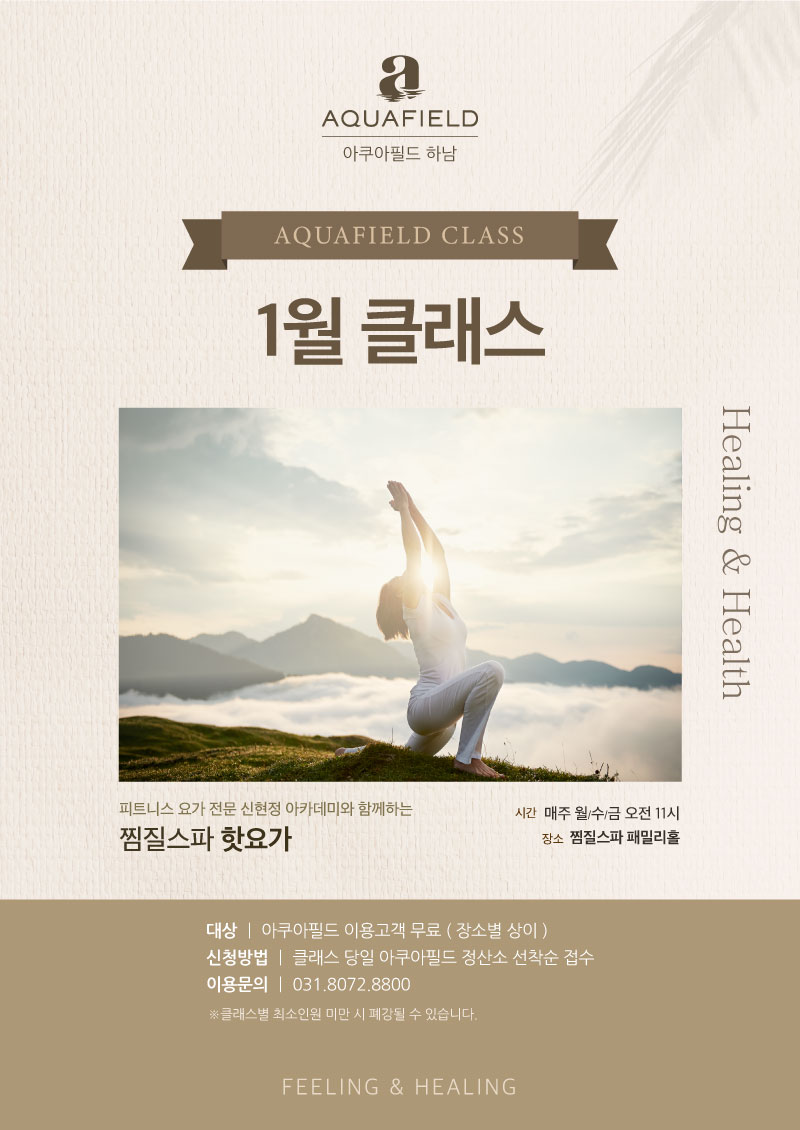 a
AQUAFIELD
아쿠아필드 하남
AQUAFIELD CLASS
1월 클래스
Healing & Health
피트니스 요가 전문 신현정 아카데미와 함께하는
찜질스파 핫요가
시간 매주 월/수/금 오전 11시
장소 찜질스파 패밀리홀
대상 | 아쿠아필드 이용고객 무료 ( 장소별 상이 )
신청방법 | 클래스 당일 아쿠아필드 정산소 선착순 접수
이용문의 | 031.8072.8800
※클래스별 최소인원 미만 시 폐강될 수 있습니다.
FEELING & HEALING